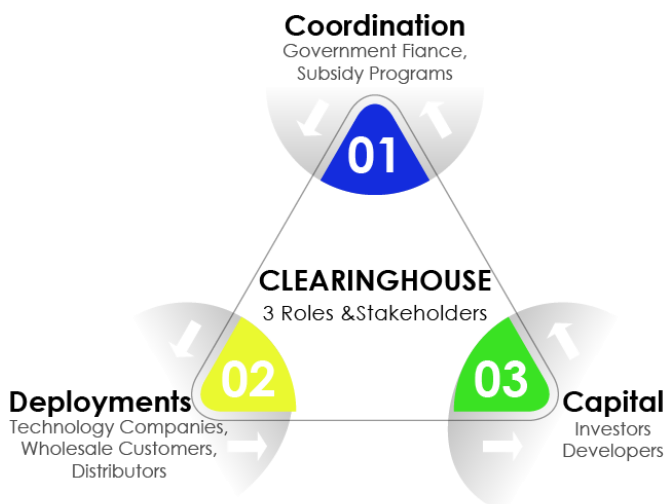 Coordination
Government Fiance,
Subsidy Programs
01
CLEARINGHOUSE
3 Roles &Stakeholders
02
Deployments
Technology Companies,
Wholesale Customers,
Distributors
03
Capital
Investors
Developers